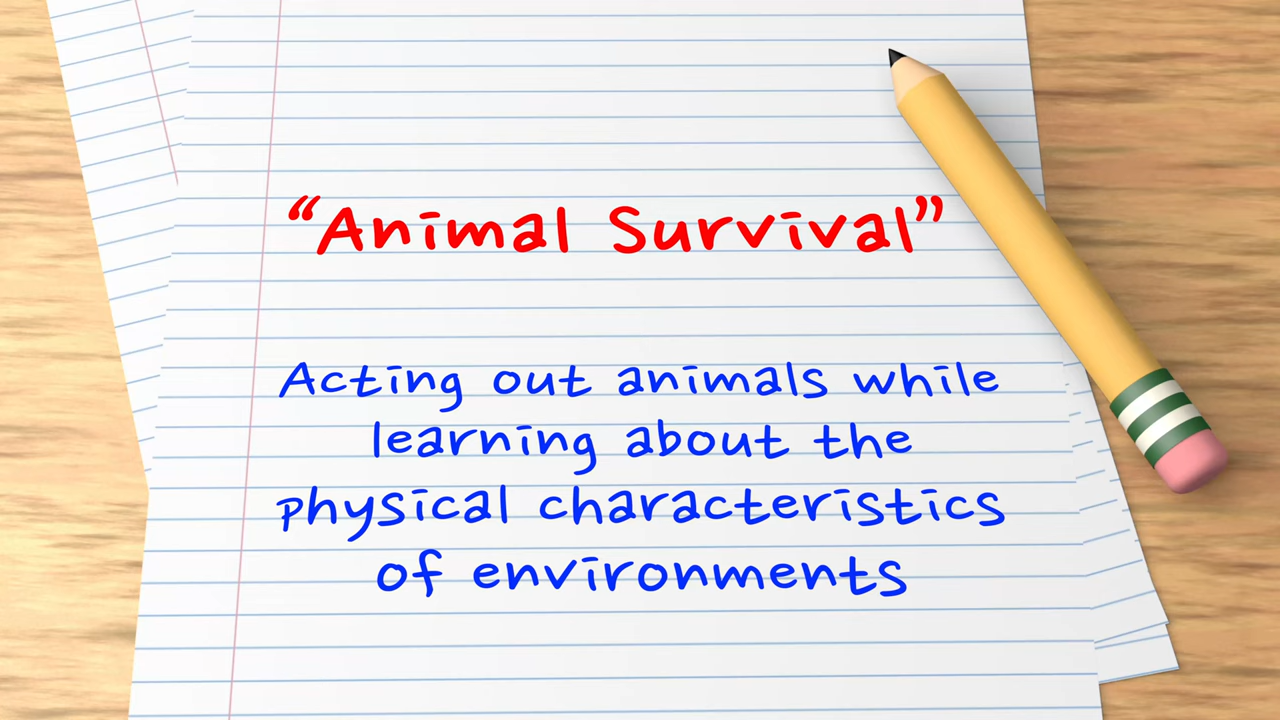 “Animal Survival”
Acting out animals while
learning about the
physical characteristics
of environments